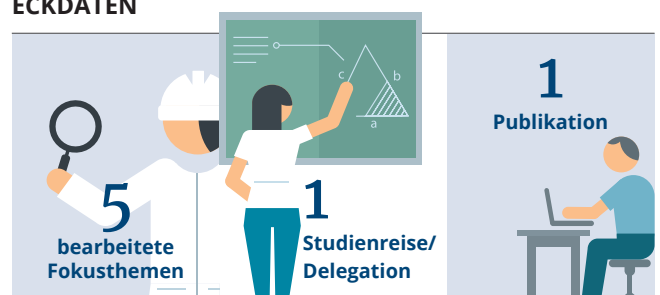 ECKDATEN
c
b
a
5
bearbeitete
Fokusthemen
1
Studienreise/
Delegation
1
Publikation